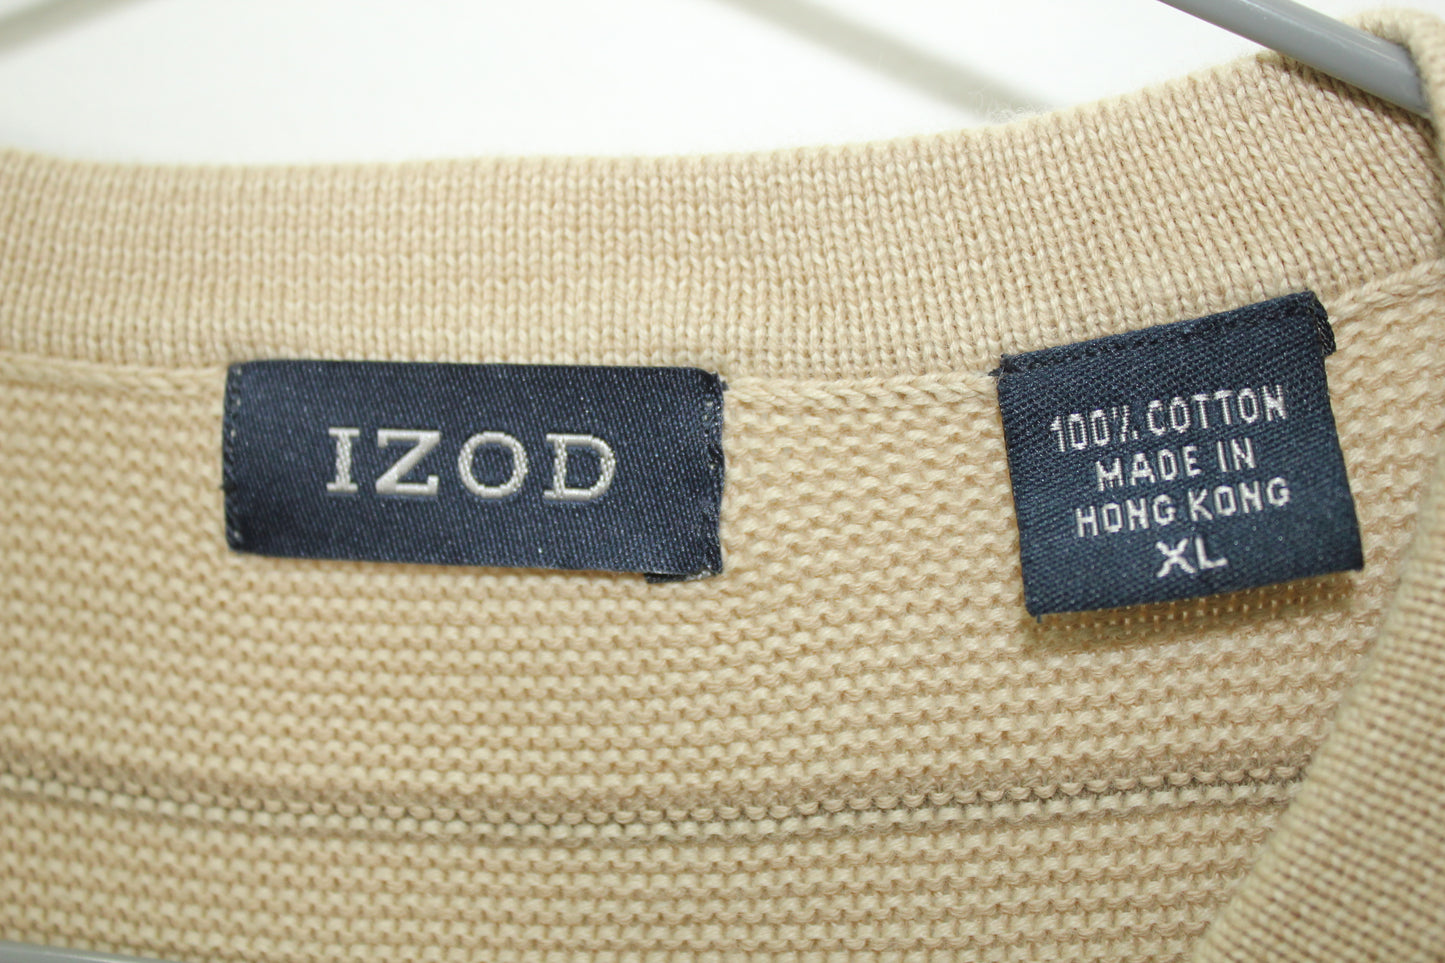 IZOD
100% COTTON
MADE IN
HONG KONG
XL